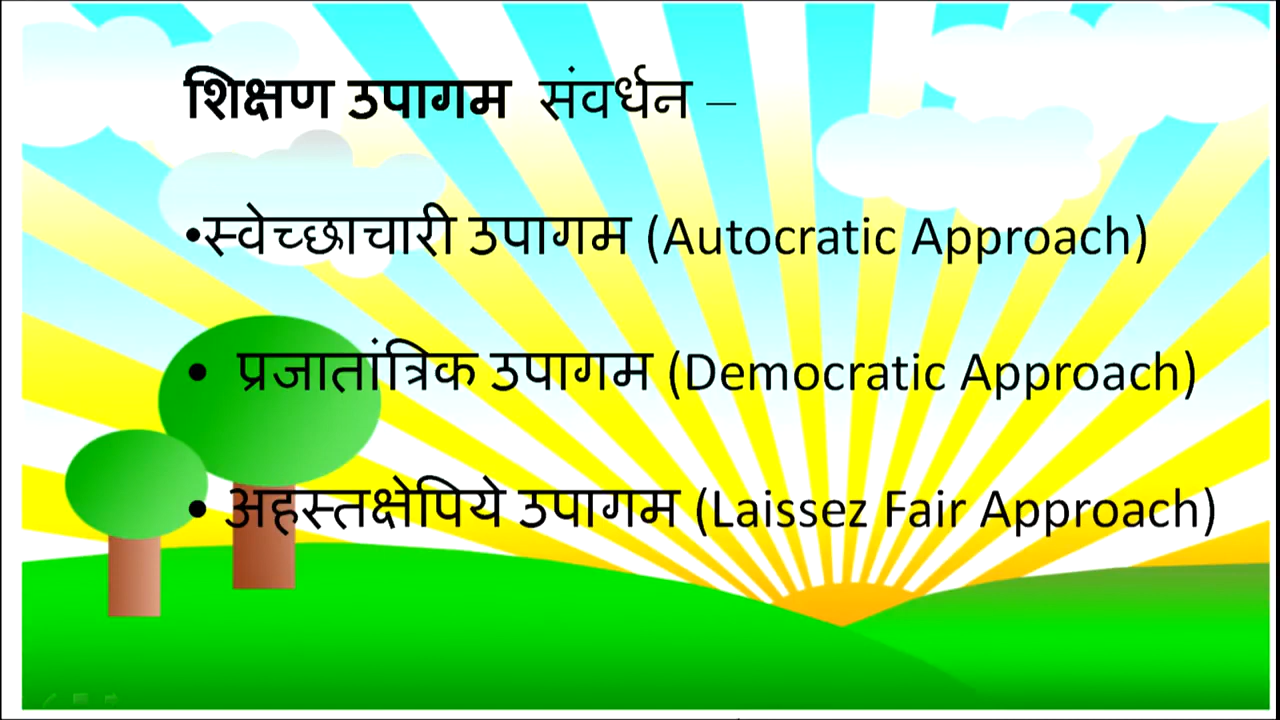 शिक्षण उपागम संवर्धन –
•स्वेच्छाचारी उपागम (Autocratic Approach)
• प्रजातांत्रिक उपागम (Democratic Approach)
• अहस्तक्षेपिये उपागम (Laissez Fair Approach)